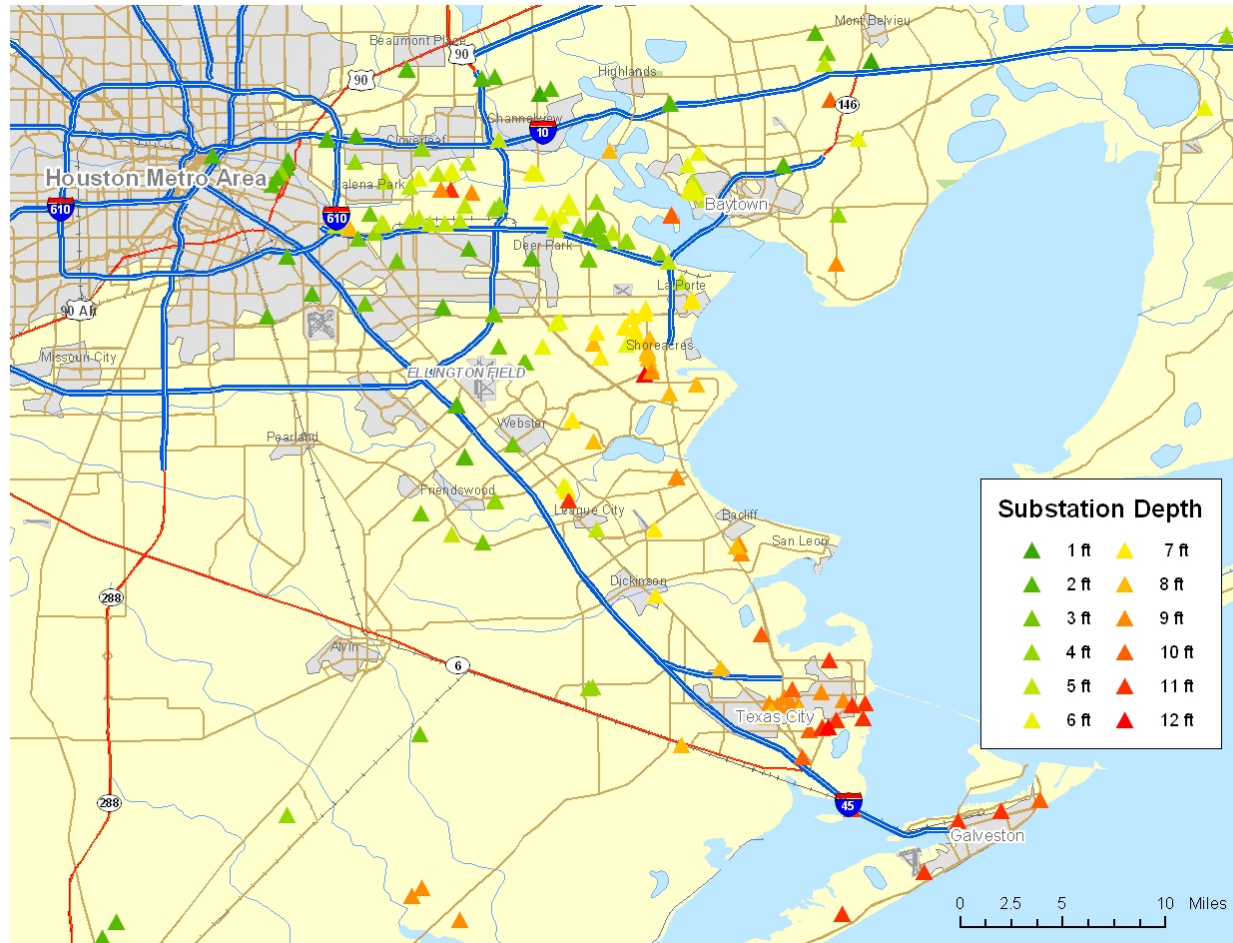 Mont Belvieu
Beaumont Place
90
90
Highlands
146
Channelview
10
Cloverleaf
Houston Metro Area
Galena Park
610
610
Baytown
Deer Park
La Porte
90 Alt
Shoreacres
Missouri City
ELLINGTON FIELD
Webster
Pearland
Friendswood
League City
Bacliff
San Leon
Dickinson
288
Alvin
6
Texas City
288
45
Galveston
Substation Depth
1 ft 7 ft
2 ft 8 ft
3 ft 9 ft
4 ft 10 ft
5 ft 11 ft
6 ft 12 ft
0 2.5 5 10 Miles